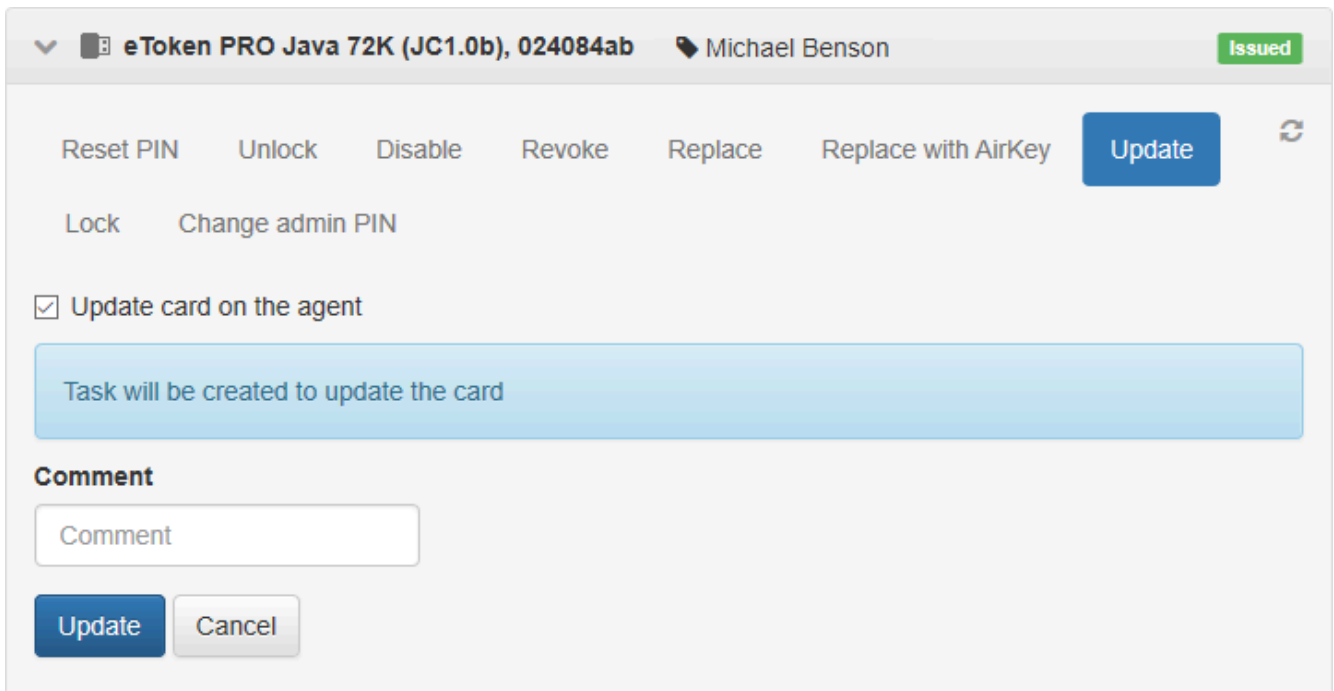 eToken PRO Java 72K (JC1.0b), 024084ab Michael Benson Issued
Reset PIN Unlock Disable Revoke Replace Replace with AirKey Update
Lock Change admin PIN
Update card on the agent
Task will be created to update the card
Comment
Comment
Update Cancel